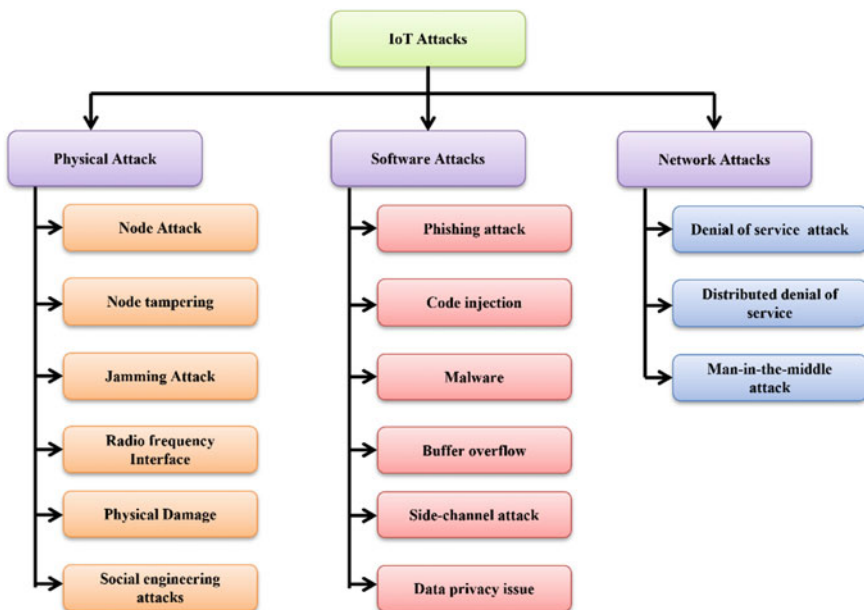 IoT Attacks
Physical Attack
Node Attack
Node tampering
Jamming Attack
Radio frequency
Interface
Physical Damage
Social engineering
attacks
Software Attacks
Phishing attack
Code injection
Malware
Buffer overflow
Side-channel attack
Data privacy issue
Network Attacks
Denial of service attack
Distributed denial of
service
Man-in-the-middle
attack